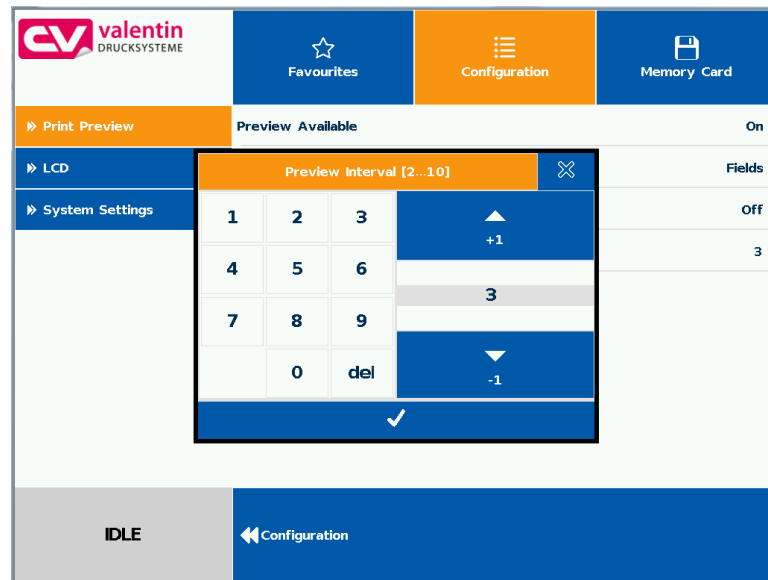 valentin
DRUCKSYSTEME
Favourites
Configuration
Memory Card
Print Preview
Preview Available On
LCD
Preview Interval [2...10]
Fields
System Settings
Off
3
1 2 3
+1
4 5 6
3
7 8 9
0 del
-1
IDLE
Configuration